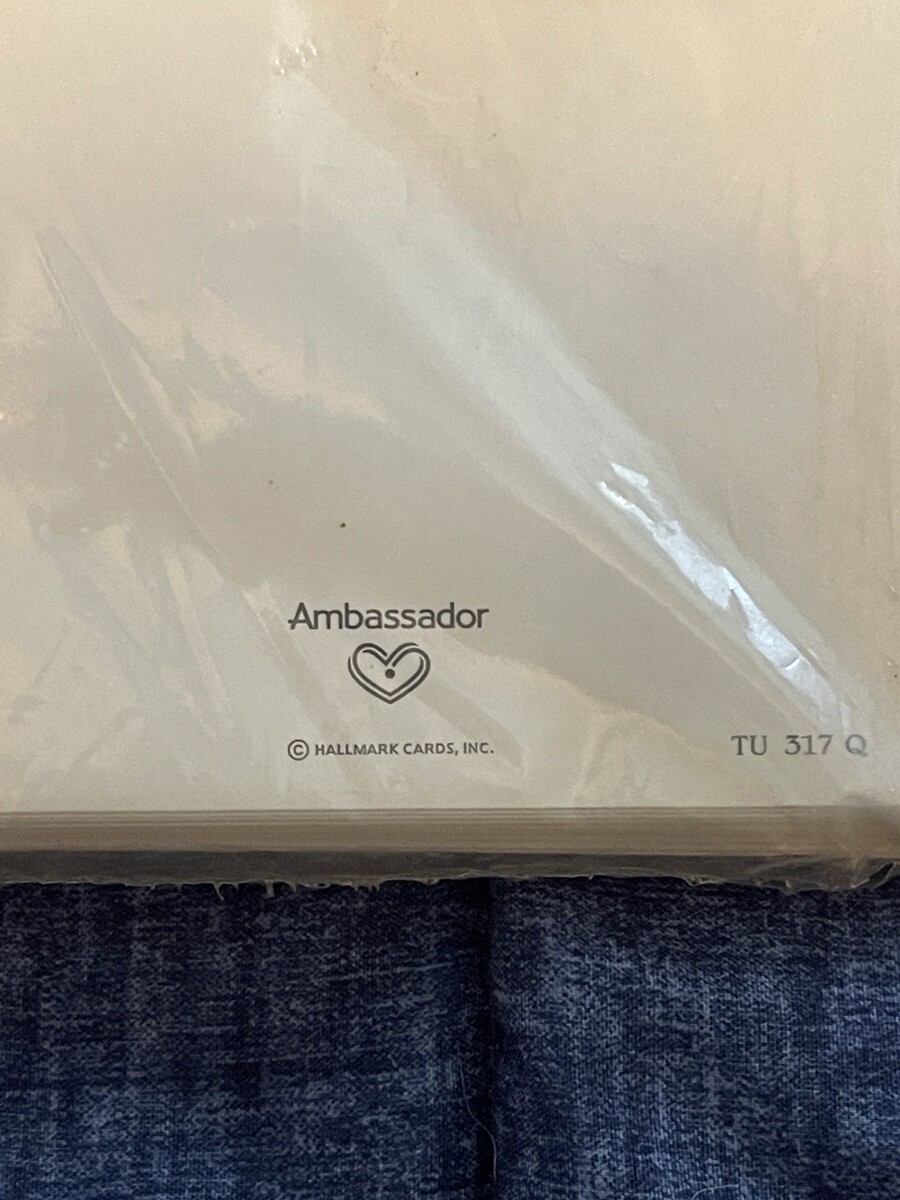 Ambassador
© HALLMARK CARDS, INC.
TU 317 Q